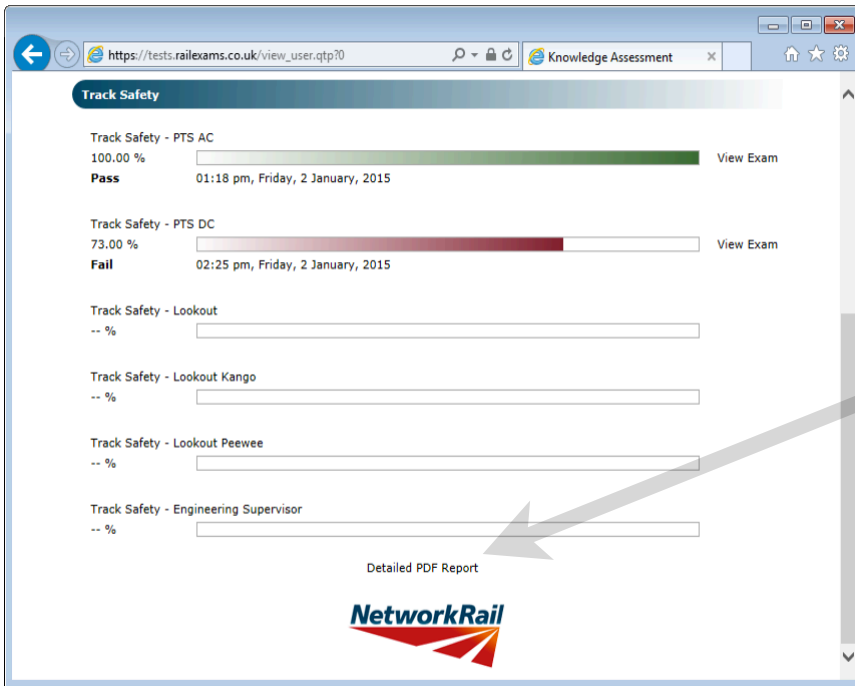 https://tests.railexams.co.uk/view_user.qtp?0
Knowledge Assessment
Track Safety
Track Safety - PTS AC
100.00 %
View Exam
Pass
01:18 pm, Friday, 2 January, 2015
Track Safety - PTS DC
73.00 %
View Exam
Fail
02:25 pm, Friday, 2 January, 2015
Track Safety - Lookout
-- %
Track Safety - Lookout Kango
-- %
Track Safety - Lookout Peewee
-- %
Track Safety - Engineering Supervisor
-- %
Detailed PDF Report
NetworkRail